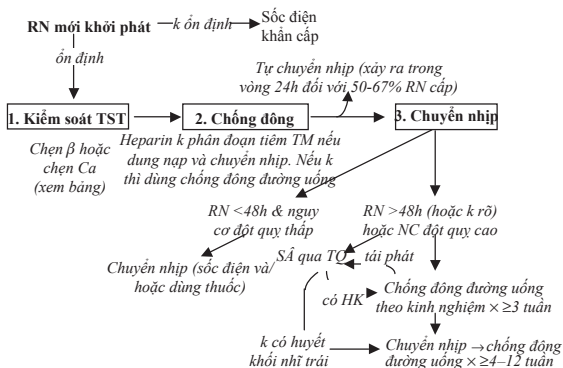 RN mới khởi phát
k ổn định
Sốc điện
khẩn cấp
ổn định
Tự chuyển nhịp (xảy ra trong
vòng 24h đối với 50-67% RN cấp)
1. Kiểm soát TST
2. Chống đông
3. Chuyển nhịp
Chẹn β hoặc
chẹn Ca
(xem bảng)
Heparin k phân đoạn tiêm TM nếu
dung nạp và chuyển nhịp. Nếu k
thì dùng chống đông đường uống
RN <48h & nguy
cơ đột quỵ thấp
RN >48h (hoặc k rõ)
hoặc NC đột quỵ cao
Chuyển nhịp (sốc điện và/
hoặc dùng thuốc)
SÂ qua TQ
tái phát
có HK
Chống đông đường uống
theo kinh nghiệm × ≥3 tuần
k có huyết
khối nhĩ trái
Chuyển nhịp → chống đông
đường uống × ≥4–12 tuần